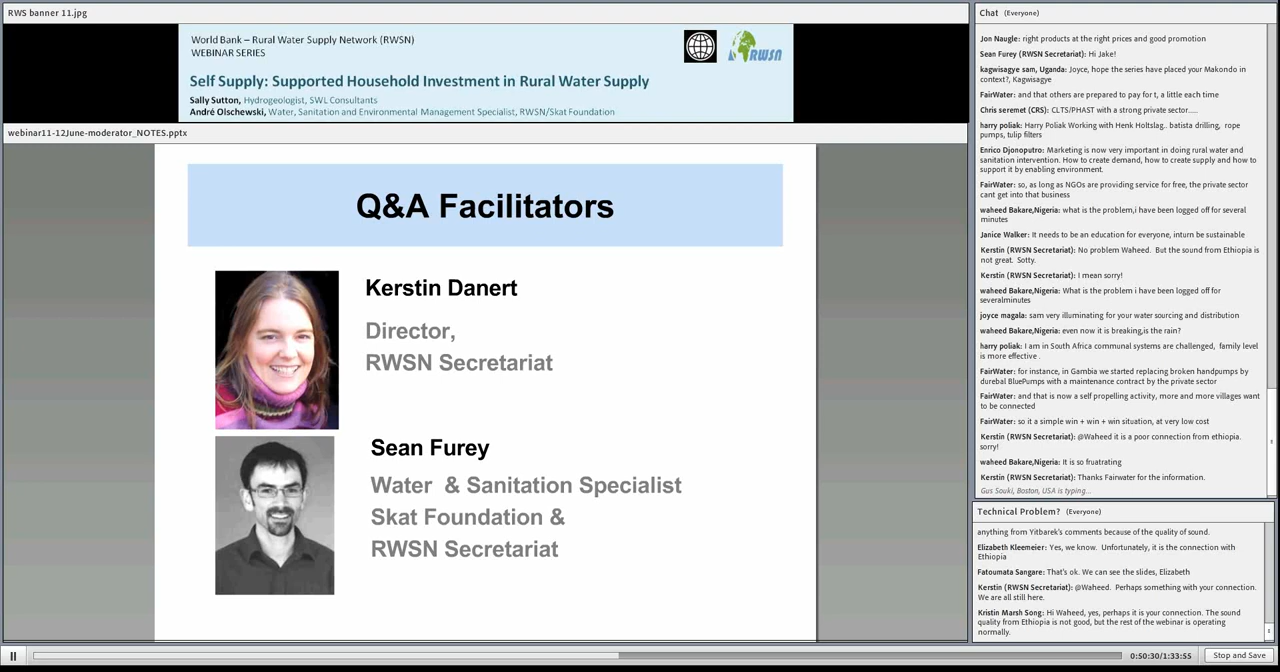 RWS banner 11.jpg
World Bank – Rural Water Supply Network (RWSN)
WEBINAR SERIES
RWSN
Self Supply: Supported Household Investment in Rural Water Supply
Sally Sutton, Hydrogeologist, SWL Consultants
André Olschewski, Water, Sanitation and Environmental Management Specialist, RWSN/Skat Foundation
webinar11-12June-moderator_NOTES.pptx
Q&A Facilitators
Kerstin Danert
Director,
RWSN Secretariat
Sean Furey
Water & Sanitation Specialist
Skat Foundation &
RWSN Secretariat
Chat (Everyone)
Jon Naugle: right products at the right prices and good promotion
Sean Furey (RWSN Secretariat): Hi Jake!
kagwisagye sam, Uganda: Joyce, hope the series have placed your Makondo in
context?, Kagwisagye
FairWater: and that others are prepared to pay for t, a little each time
Chris seremet (CRS): CLTS/PHAST with a strong private sector.....
harry poliak: Harry Poliak Working with Henk Holtslag.. batista drilling, rope
pumps, tulip filters
Enrico Djonoputro: Marketing is now very important in doing rural water and
sanitation intervention. How to create demand, how to create supply and how to
support it by enabling environment.
FairWater: so, as long as NGOs are providing service for free, the private sector
cant get into that business
waheed Bakare,Nigeria: what is the problem,i have been logged off for several
minutes
Janice Walker: It needs to be an education for everyone, inturn be sustainable
Kerstin (RWSN Secretariat): No problem Waheed. But the sound from Ethiopia is
not great. Sotty.
Kerstin (RWSN Secretariat): I mean sorry!
waheed Bakare,Nigeria: What is the problem i have been logged off for
severalminutes
joyce magala: sam very illuminating for your water sourcing and distribution
waheed Bakare,Nigeria: even now it is breaking,is the rain?
harry poliak: I am in South Africa communal systems are challenged, family level
is more effective .
FairWater: for instance, in Gambia we started replacing broken handpumps by
durebal BluePumps with a maintenance contract by the private sector
FairWater: and that is now a self propelling activity, more and more villages want
to be connected
FairWater: so it a simple win + win + win situation, at very low cost
Kerstin (RWSN Secretariat): @Waheed it is a poor connection from ethiopia.
sorry!
waheed Bakare,Nigeria: It is so fruatrating
Kerstin (RWSN Secretariat): Thanks Fairwater for the information.
Gus Souki, Boston, USA is typing...
Technical Problem? (Everyone)
anything from Yitbarek's comments because of the quality of sound.
Elizabeth Kleemeier: Yes, we know. Unfortunately, it is the connection with
Ethiopia
Fatoumata Sangare: That's ok. We can see the slides, Elizabeth
Kerstin (RWSN Secretariat): @Waheed. Perhaps something with your connection.
We are all still here.
Kristin Marsh Song: Hi Waheed, yes, perhaps it is your connection. The sound
quality from Ethiopia is not good, but the rest of the webinar is operating
normally.
0:50:30/1:33:55
Stop and Save